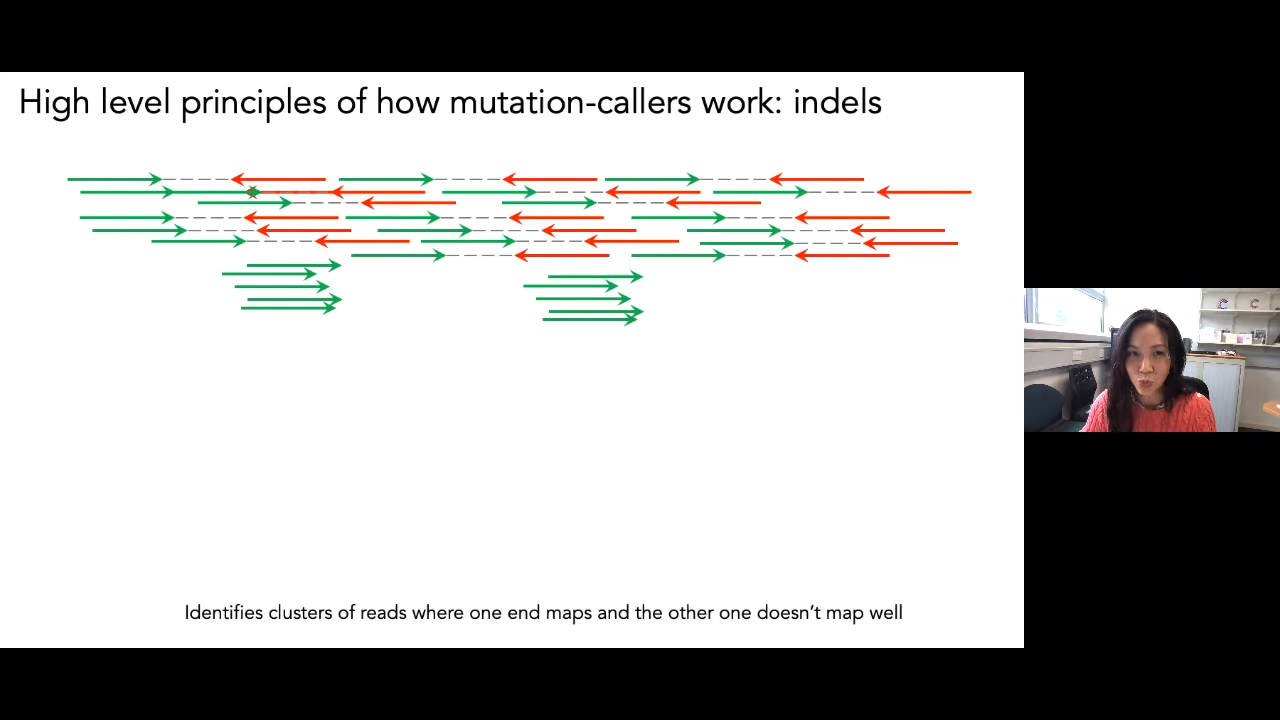 High level principles of how mutation-callers work: indels
Identifies clusters of reads where one end maps and the other one doesn’t map well